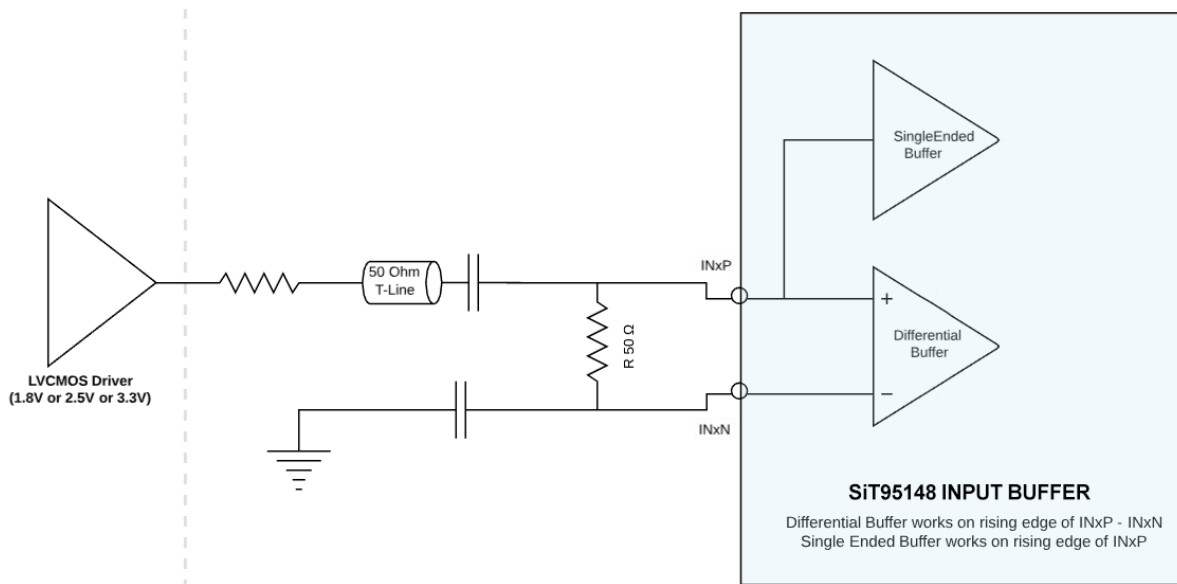 SingleEnded
Buffer
INxP
50 Ohm
T-Line
+
Differential
Buffer
R 50 Ω
LVCMOS Driver
(1.8V or 2.5V or 3.3V)
−
INxN
SiT95148 INPUT BUFFER
Differential Buffer works on rising edge of INxP - INxN
Single Ended Buffer works on rising edge of INxP